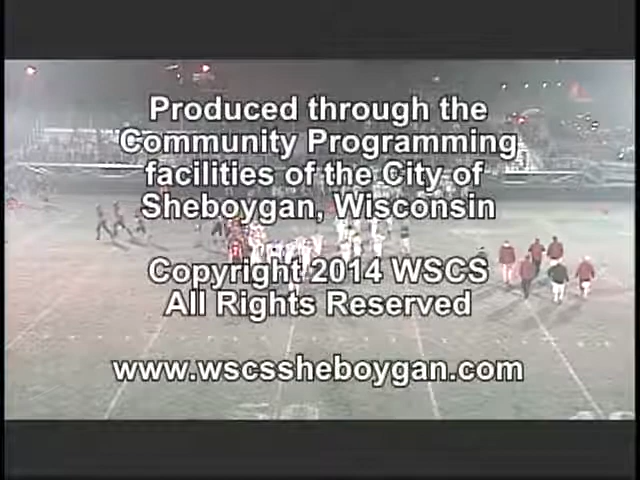 Produced through the
Community Programming
facilities of the City of
Sheboygan, Wisconsin
Copyright 2014 WSCS
All Rights Reserved
www.wscssheboygan.com